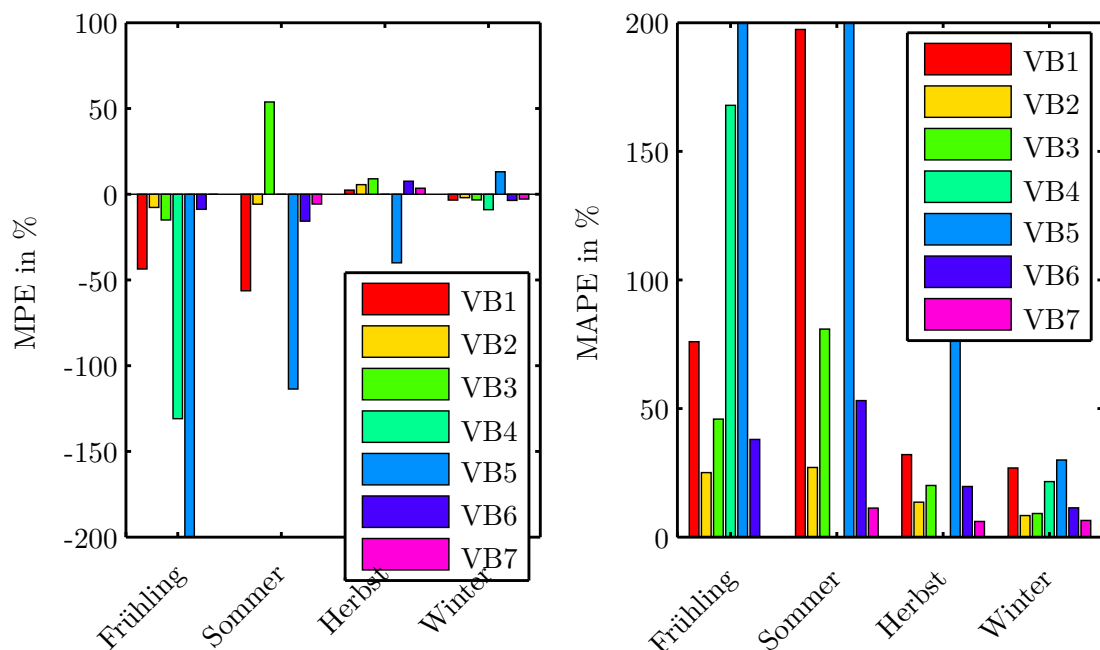 MPE in %
100
50
0
-50
-100
-150
-200
Frühling
Sommer
Herbst
Winter
VB1
VB2
VB3
VB4
VB5
VB6
VB7
MAPE in %
200
150
100
50
0
Frühling
Sommer
Herbst
Winter
VB1
VB2
VB3
VB4
VB5
VB6
VB7